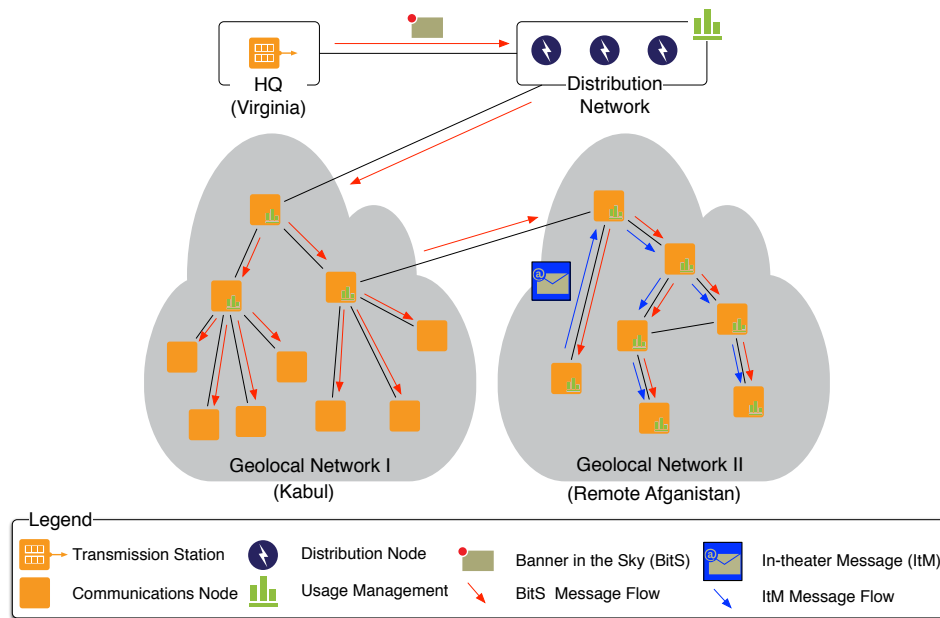 HQ
(Virginia)
Distribution
Network
@
Geolocal Network I
(Kabul)
Geolocal Network II
(Remote Afganistan)
Legend
Transmission Station
Distribution Node
Banner in the Sky (BitS)
@
In-theater Message (ItM)
Communications Node
Usage Management
BitS Message Flow
ItM Message Flow